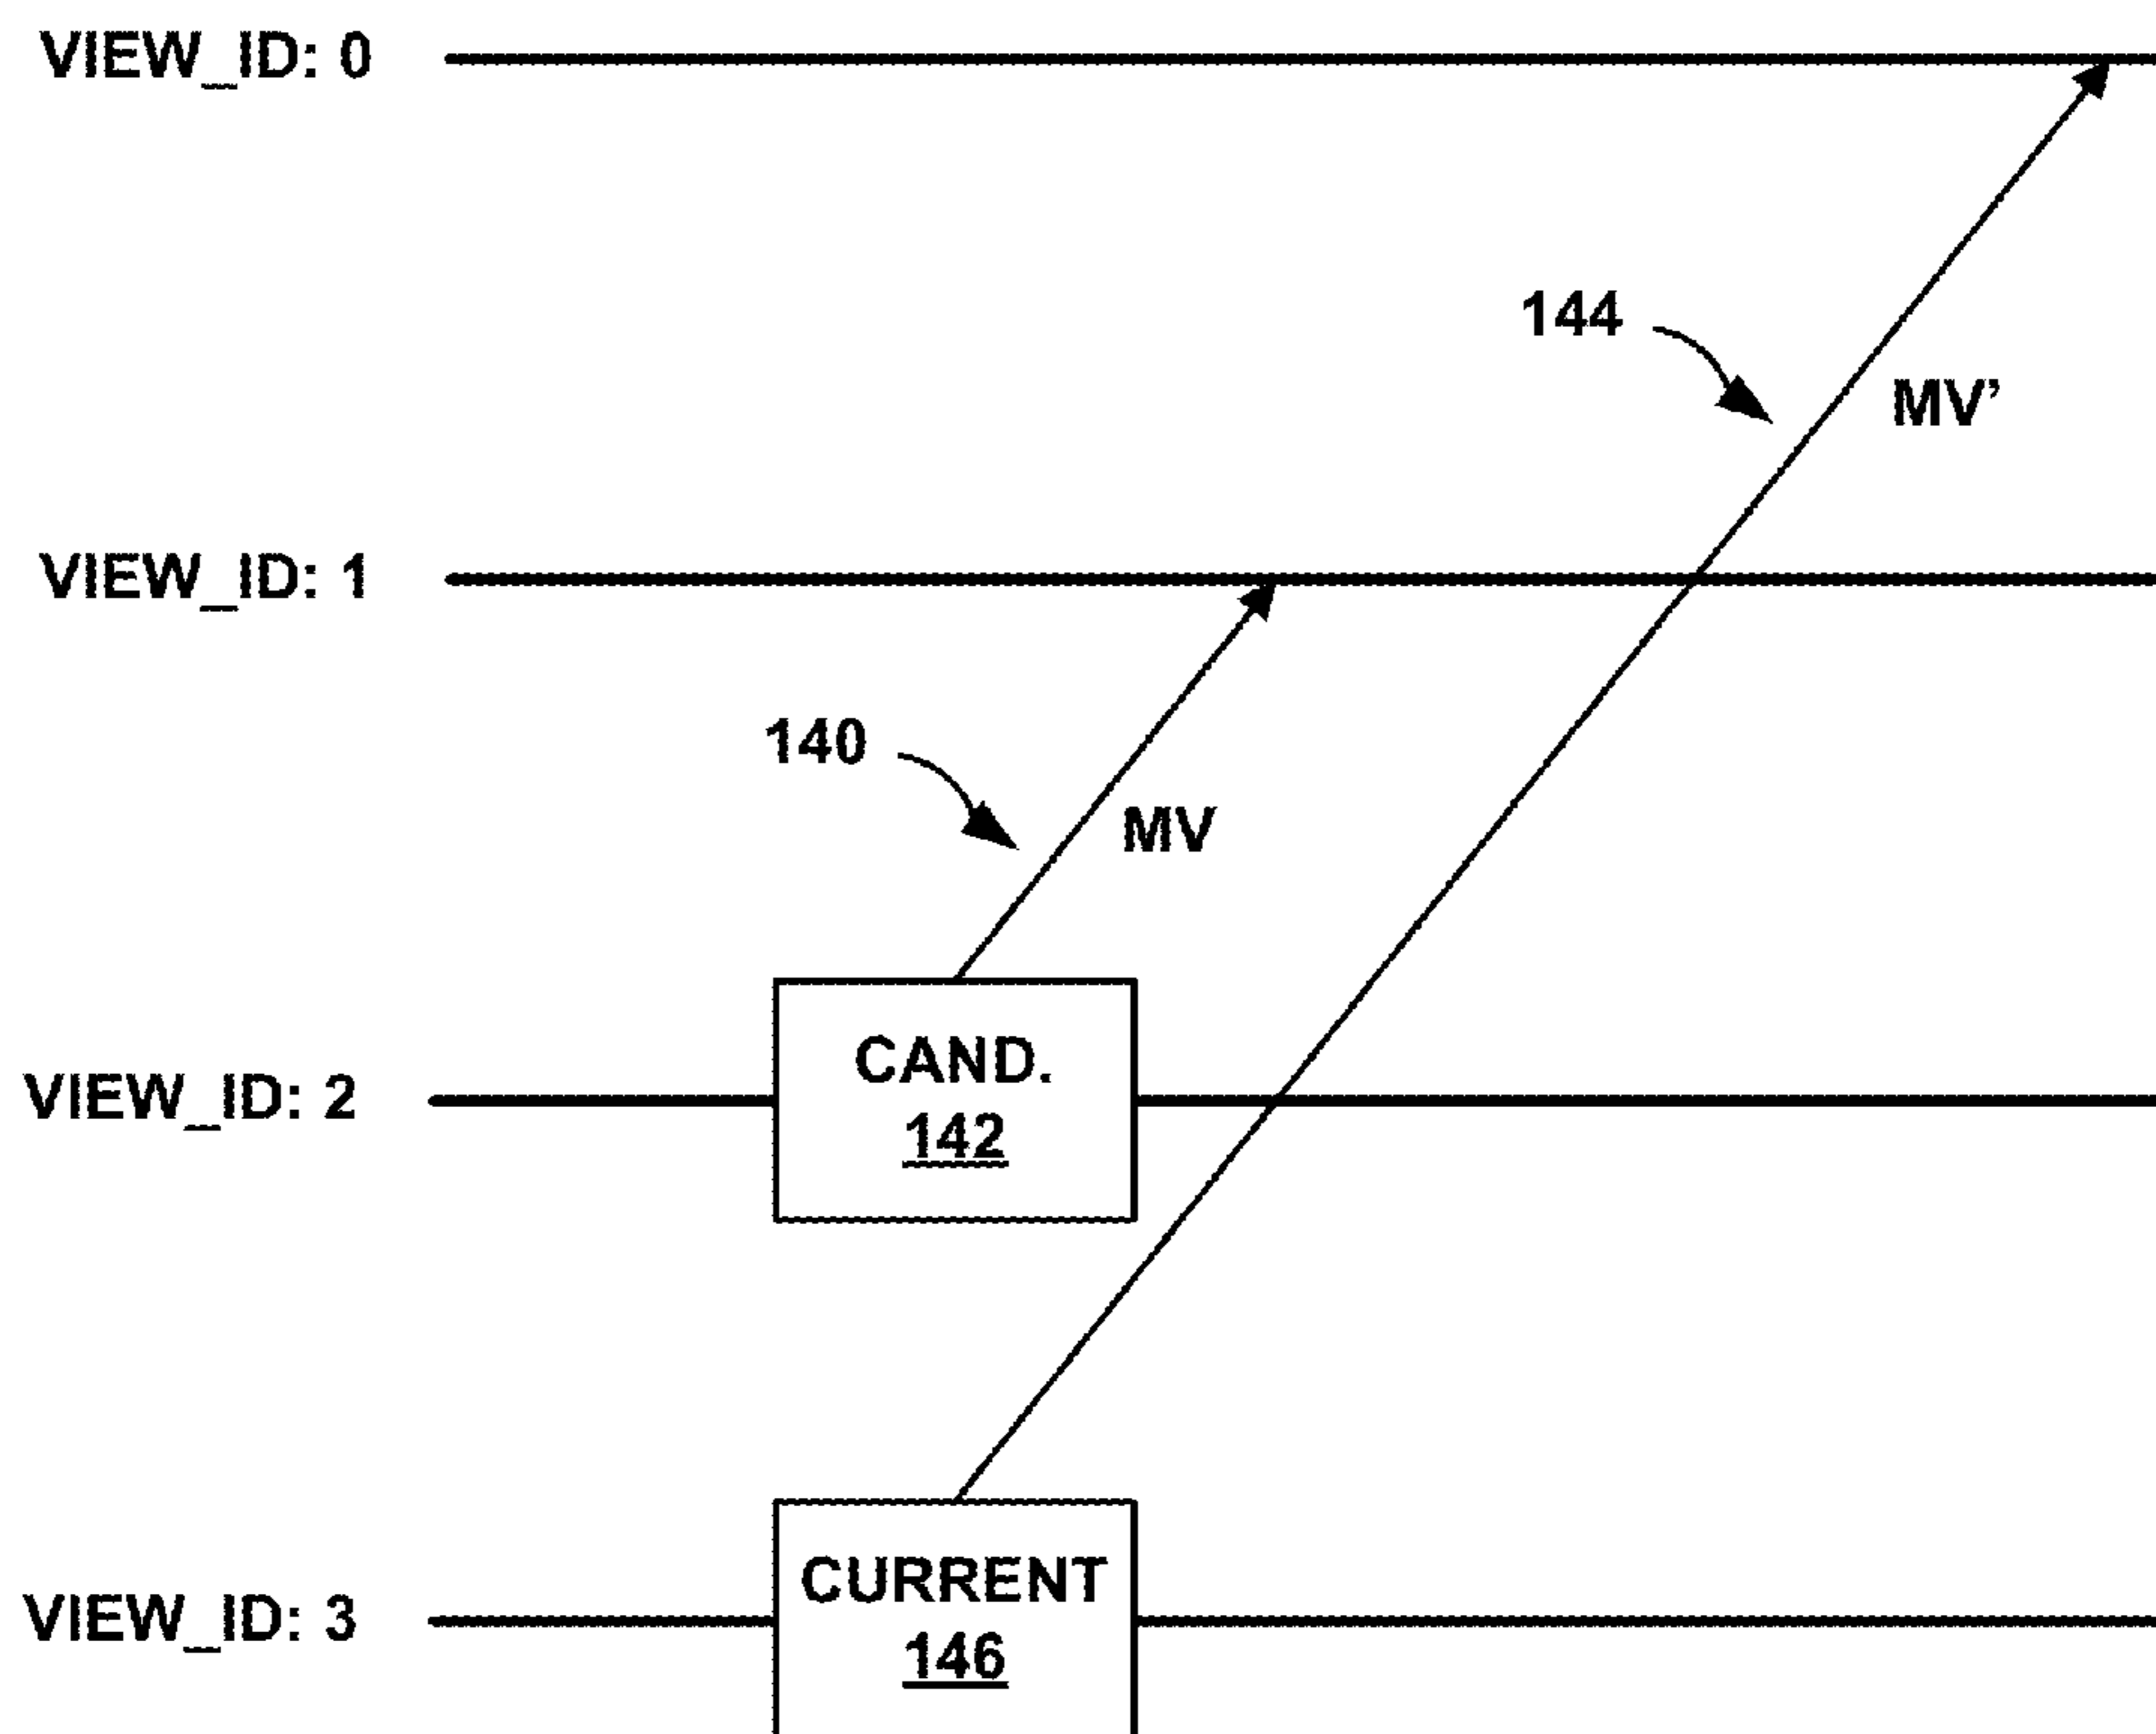 VIEW_ID: 0
144
MV'
VIEW_ID: 1
140
MV
CAND.
VIEW_ID: 2
142
CURRENT
VIEW_ID: 3
146